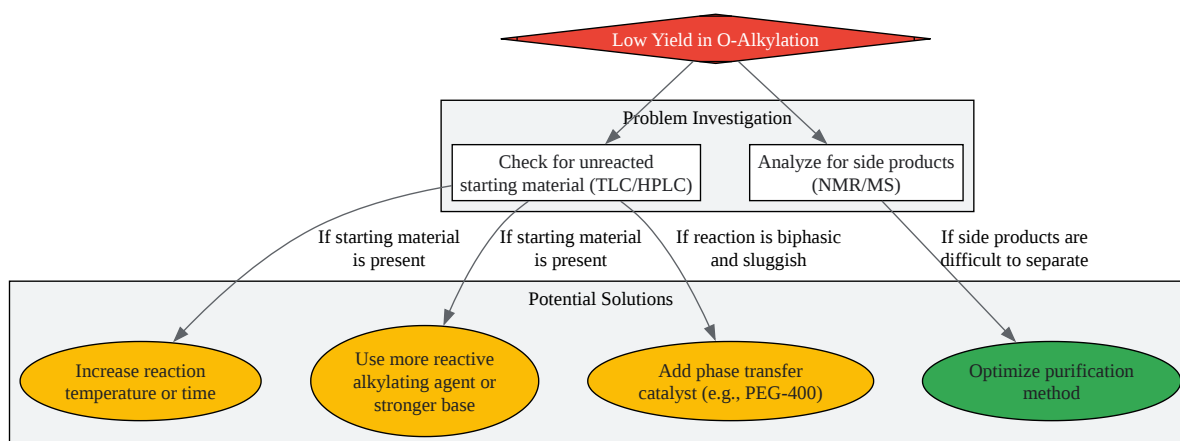 Low Yield in O-Alkylation
Problem Investigation
Check for unreacted
starting material (TLC/HPLC)
Analyze for side products
(NMR/MS)
If starting material
is present
If starting material
is present
If reaction is biphasic
and sluggish
If side products are
difficult to separate
Potential Solutions
Increase reaction
temperature or time
Use more reactive
alkylating agent or
stronger base
Add phase transfer
catalyst (e.g., PEG-400)
Optimize purification
method